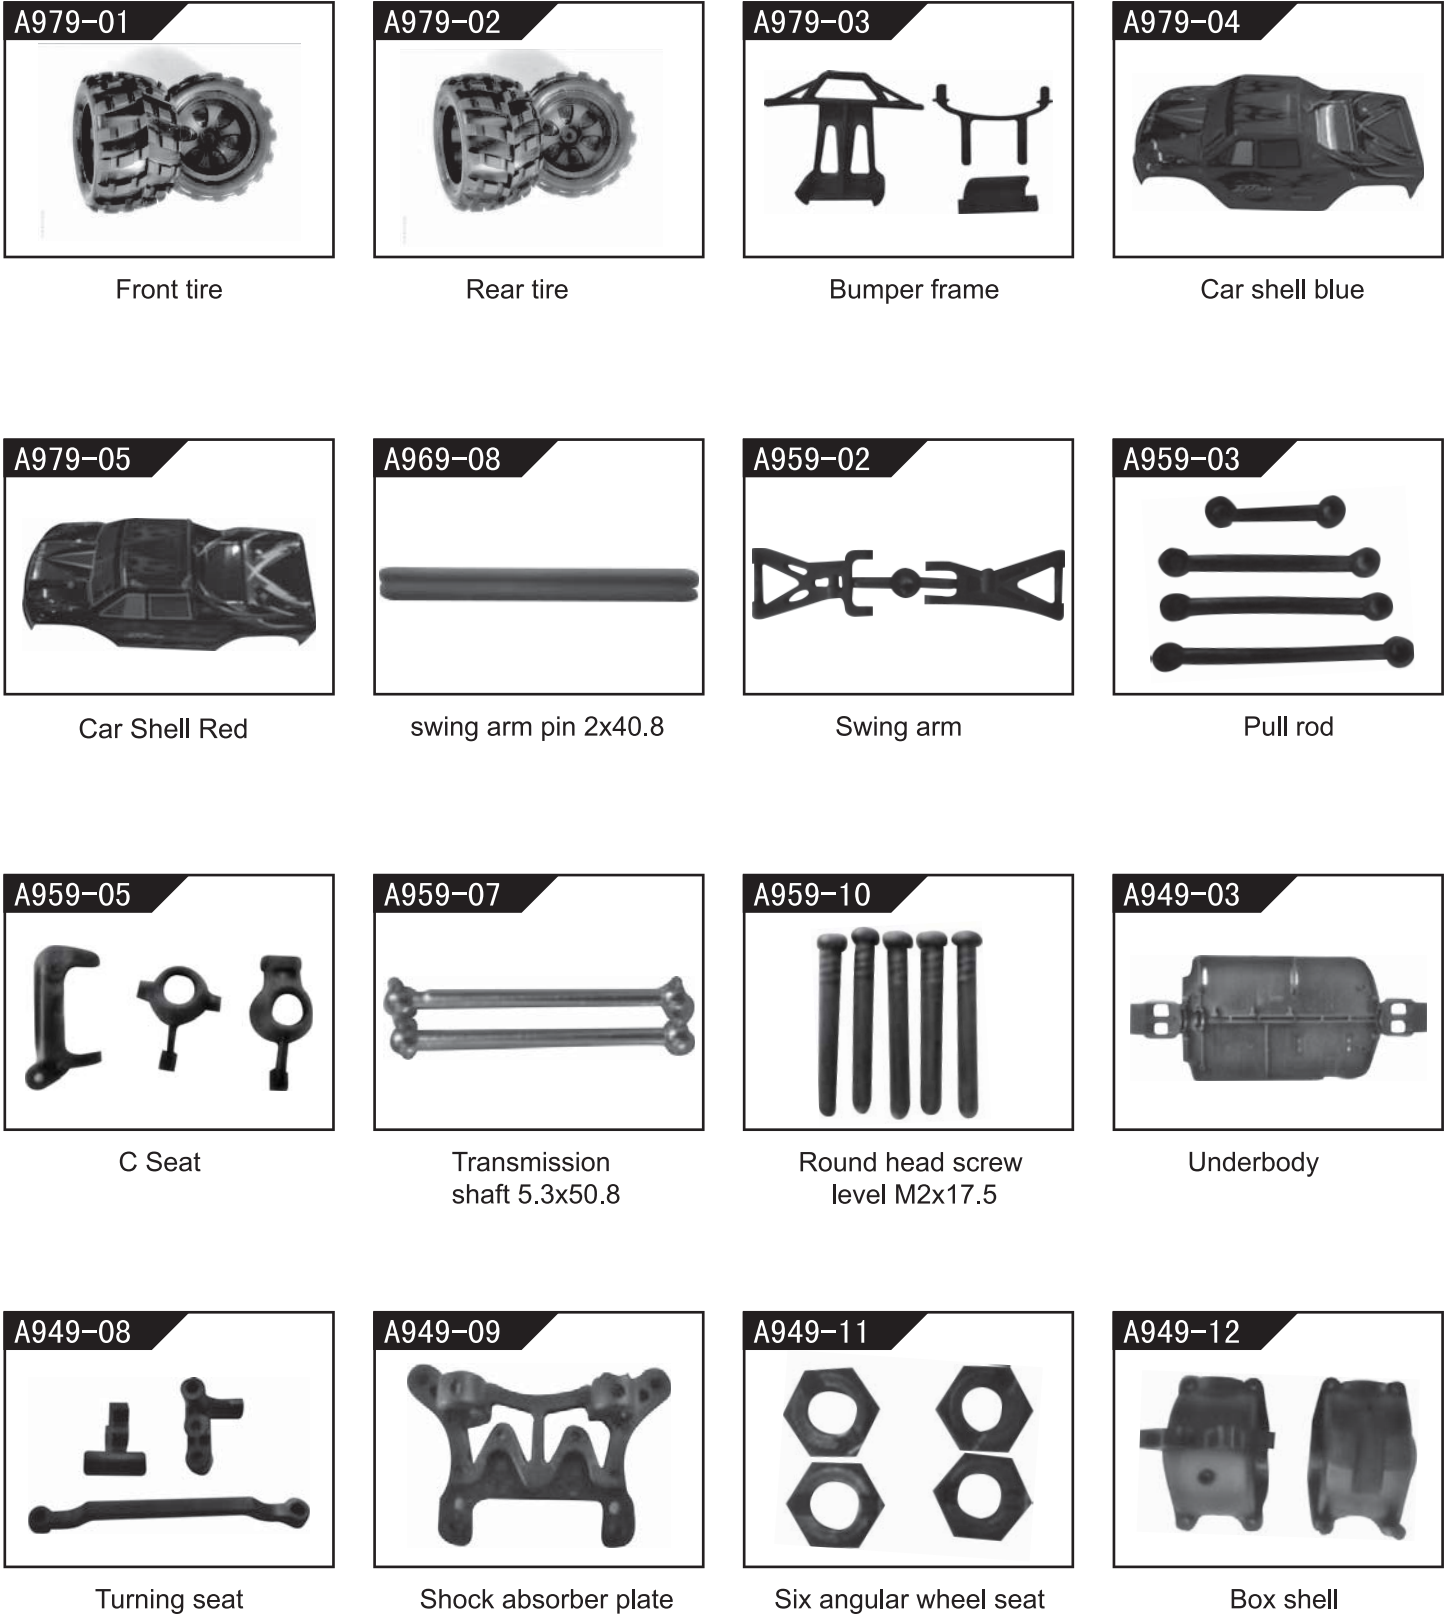 A979-01
A979-02
A979-03
A979-04
Front tire
Rear tire
Bumper frame
Car shell blue
A979-05
A969-08
A959-02
A959-03
Car Shell Red
swing arm pin 2x40.8
Swing arm
Pull rod
A959-05
A959-07
A959-10
A949-03
C Seat
Transmission
shaft 5.3x50.8
Round head screw
level M2x17.5
Underbody
A949-08
A949-09
A949-11
A949-12
Turning seat
Shock absorber plate
Six angular wheel seat
Box shell